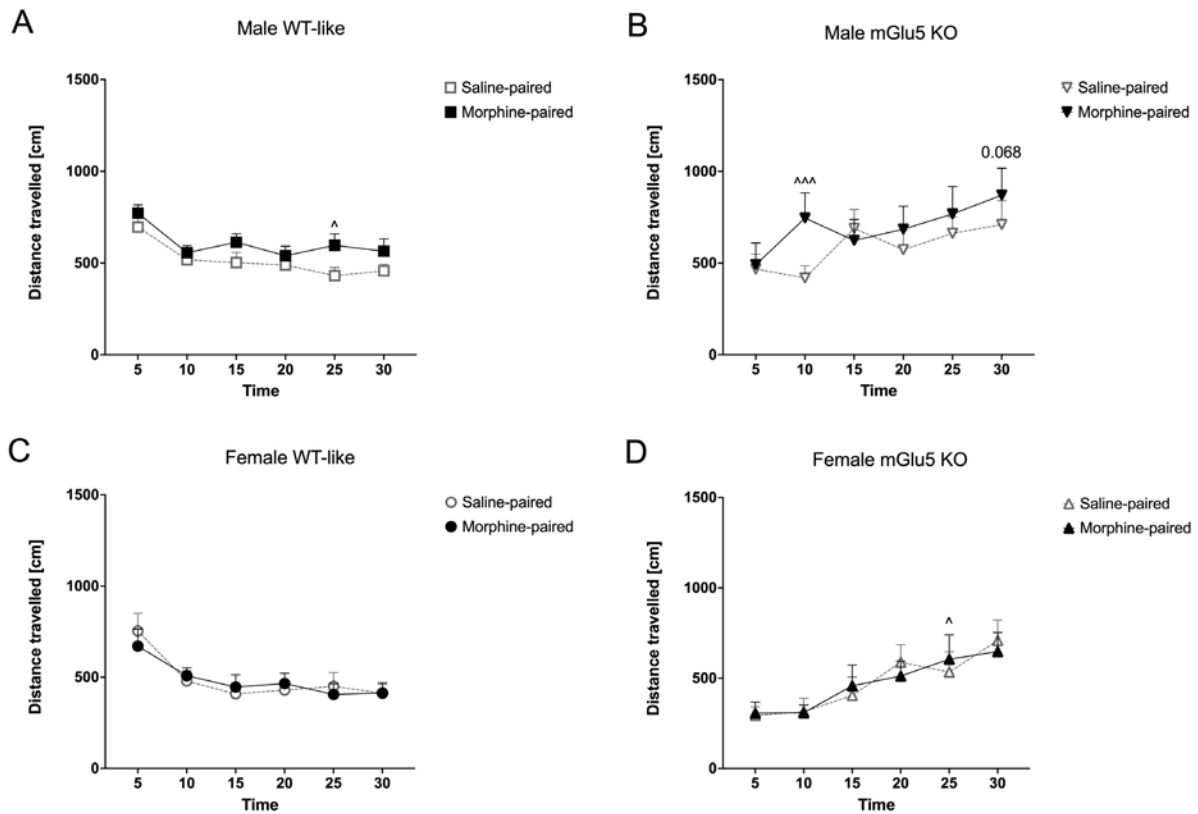 A
Male WT-like
1500
1000
500
0
Distance travelled [cm]
5 10 15 20 25 30
Time
^
Saline-paired
Morphine-paired
B
Male mGlu5 KO
1500
1000
500
0
Distance travelled [cm]
5 10 15 20 25 30
Time
^^^
0.068
Saline-paired
Morphine-paired
C
Female WT-like
1500
1000
500
0
Distance travelled [cm]
5 10 15 20 25 30
Time
Saline-paired
Morphine-paired
D
Female mGlu5 KO
1500
1000
500
0
Distance travelled [cm]
5 10 15 20 25 30
Time
^
Saline-paired
Morphine-paired